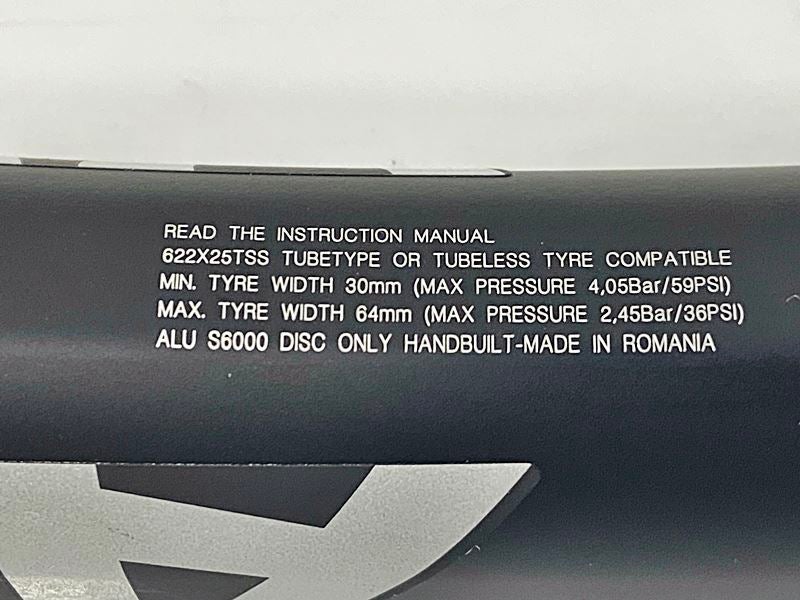 READ THE INSTRUCTION MANUAL
622X25TSS TUBETYPE OR TUBELESS TYRE COMPATIBLE
MIN. TYRE WIDTH 30mm (MAX PRESSURE 4,05Bar/59PSI)
MAX. TYRE WIDTH 64mm (MAX PRESSURE 2,45Bar/36PSI)
ALU S6000 DISC ONLY HANDBUILT-MADE IN ROMANIA